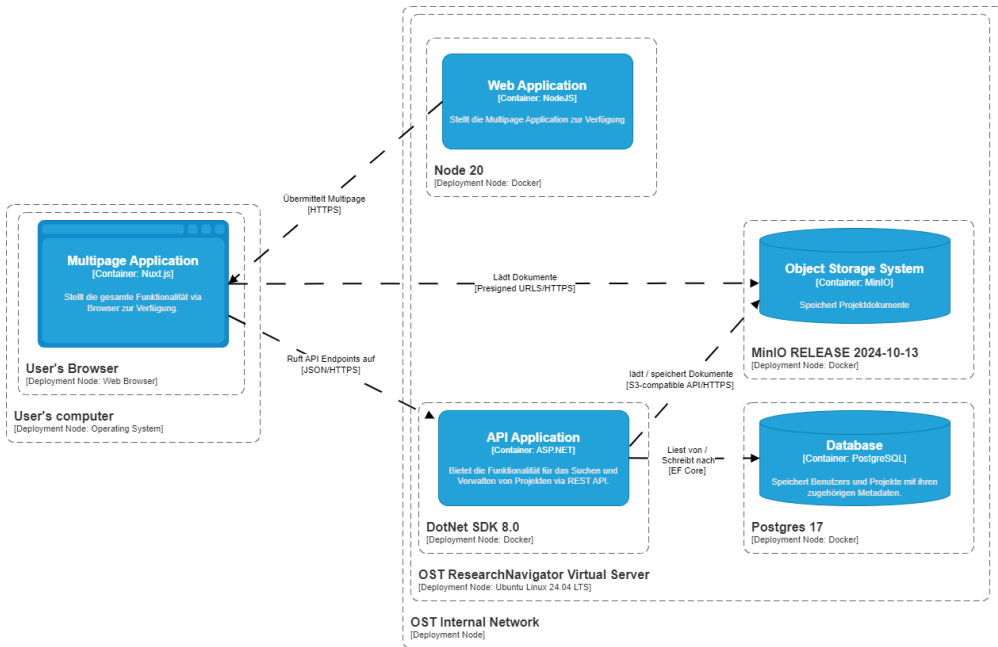 Web Application
[Container: NodeJS]
Stellt die Multipage Application zur Verfügung
Node 20
[Deployment Node: Docker]
Übermittelt Multipage
[HTTPS]
Multipage Application
[Container: Nuxt.js]
Stellt die gesamte Funktionalität via
Browser zur Verfügung.
User's Browser
[Deployment Node: Web Browser]
User's computer
[Deployment Node: Operating System]
Lädt Dokumente
[Presigned URLS/HTTPS]
Object Storage System
[Container: MinIO]
Speichert Projektdokumente
MinIO RELEASE 2024-10-13
[Deployment Node: Docker]
Ruft API Endpoints auf
[JSON/HTTPS]
lädt / speichert Dokumente
[S3-compatible API/HTTPS]
API Application
[Container: ASP.NET]
Bietet die Funktionalität für das Suchen und
Verwalten von Projekten via REST API.
DotNet SDK 8.0
[Deployment Node: Docker]
Liest von /
Schreibt nach
[EF Core]
Database
[Container: PostgreSQL]
Speichert Benutzers und Projekte mit ihren
zugehörigen Metadaten.
Postgres 17
[Deployment Node: Docker]
OST ResearchNavigator Virtual Server
[Deployment Node: Ubuntu Linux 24.04 LTS]
OST Internal Network
[Deployment Node]